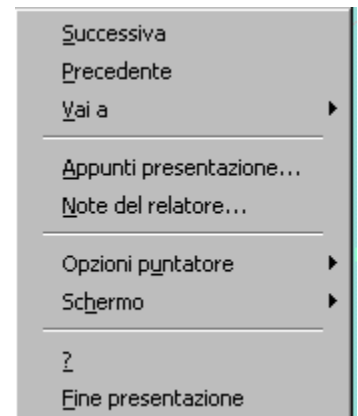 Successiva
Precedente
Vai a
Appunti presentazione...
Note del relatore...
Opzioni puntatore
Schermo
?
Fine presentazione